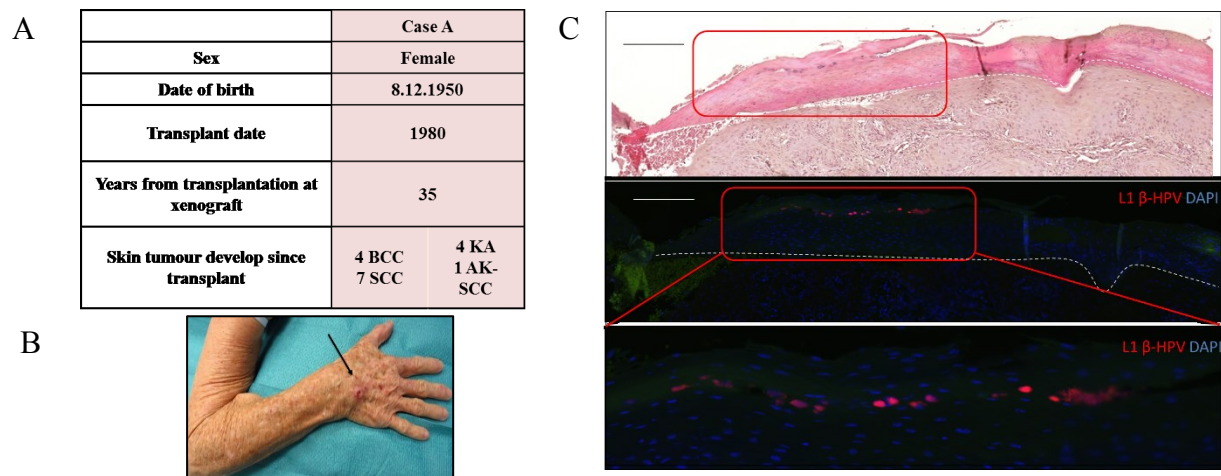 A
Case A
Sex
Female
Date of birth
8.12.1950
Transplant date
1980
Years from transplantation at
xenograft
35
Skin tumour develop since
transplant
4 BCC
7 SCC
4 KA
1 AK-
SCC
B
C
L1 β-HPV DAPI
L1 β-HPV DAPI